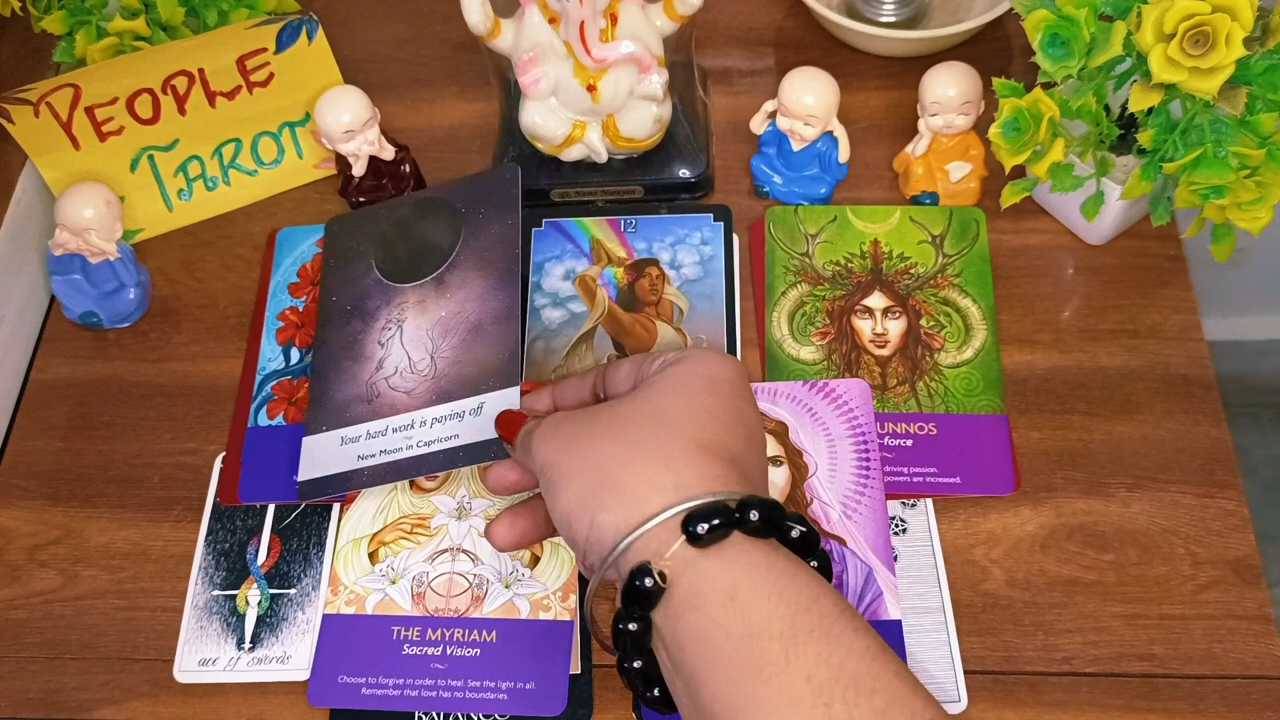 PEOPLE
TAROT
12
Your hard work is paying off
New Moon in Capricorn
UNNOS
-force
driving passion.
powers are increased.
ace of swords
THE MYRIAM
Sacred Vision
Choose to forgive in order to heal. See the light in all.
Remember that love has no boundaries.
BALANCE